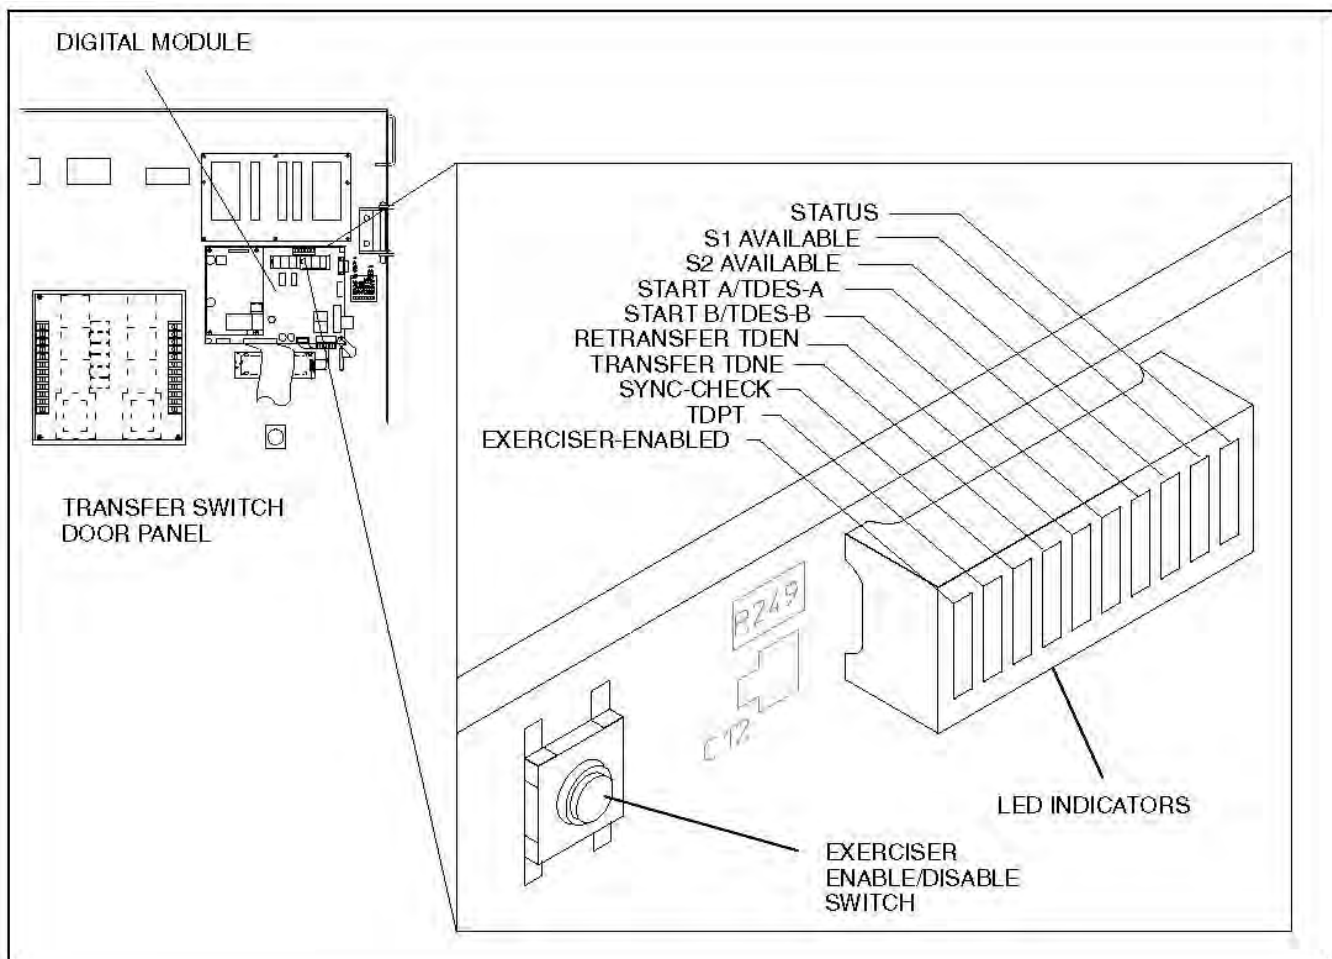 DIGITAL MODULE
STATUS
S1 AVAILABLE
S2 AVAILABLE
START A/TDES-A
START B/TDES-B
RETRANSFER TDEN
TRANSFER TDNE
SYNC-CHECK
TDPT
EXERCISER-ENABLED
TRANSFER SWITCH
DOOR PANEL
R249
C12
LED INDICATORS
EXERCISER
ENABLE/DISABLE
SWITCH